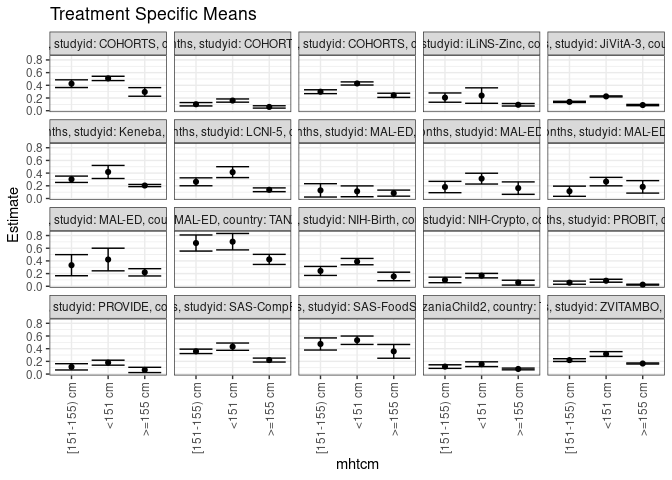 Treatment Specific Means
, studyid: COHORTS, c
nths, studyid: COHORT
, studyid: COHORTS, c
studyid: iLiNS-Zinc, co
s, studyid: JiVitA-3, cou
0.8
0.6
0.4
0.2
0.0
nths, studyid: Keneba,
nths, studyid: LCNI-5, c
nths, studyid: MAL-ED,
onths, studyid: MAL-ED
onths, studyid: MAL-ED
0.8
0.6
0.4
0.2
0.0
studyid: MAL-ED, cou
MAL-ED, country: TAN
, studyid: NIH-Birth, co
studyid: NIH-Crypto, co
ths, studyid: PROBIT, c
0.8
0.6
0.4
0.2
0.0
studyid: PROVIDE, co
s, studyid: SAS-CompF
s, studyid: SAS-FoodS
zaniaChild2, country: T
, studyid: ZVITAMBO,
0.8
0.6
0.4
0.2
0.0
Estimate
[151-155) cm
<151 cm
>=155 cm
[151-155) cm
<151 cm
>=155 cm
[151-155) cm
<151 cm
>=155 cm
[151-155) cm
<151 cm
>=155 cm
[151-155) cm
<151 cm
>=155 cm
mhtcm